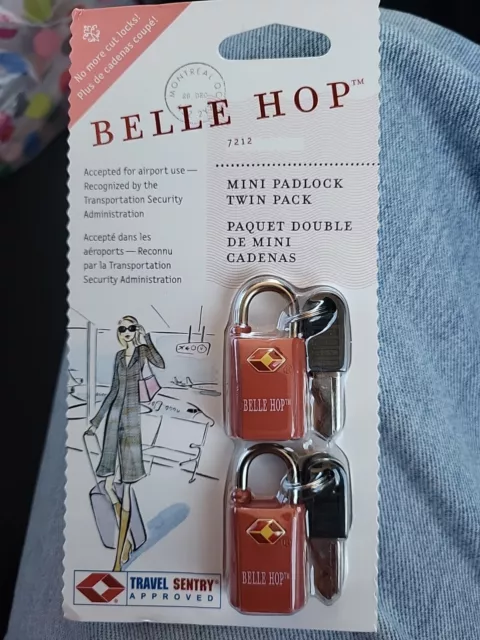 No more cut locks!
Plus de cadenas coupé!
MONTREAL
BELLE HOP™
7212
Accepted for airport use —
Recognized by the
Transportation Security
Administration
MINI PADLOCK
TWIN PACK
PAQUET DOUBLE
DE MINI
CADENAS
Accepté dans les
aéroports — Reconnu
par la Transportation
Security Administration
BELLE HOP™
BELLE HOP™
TRAVEL SENTRY®
APPROVED